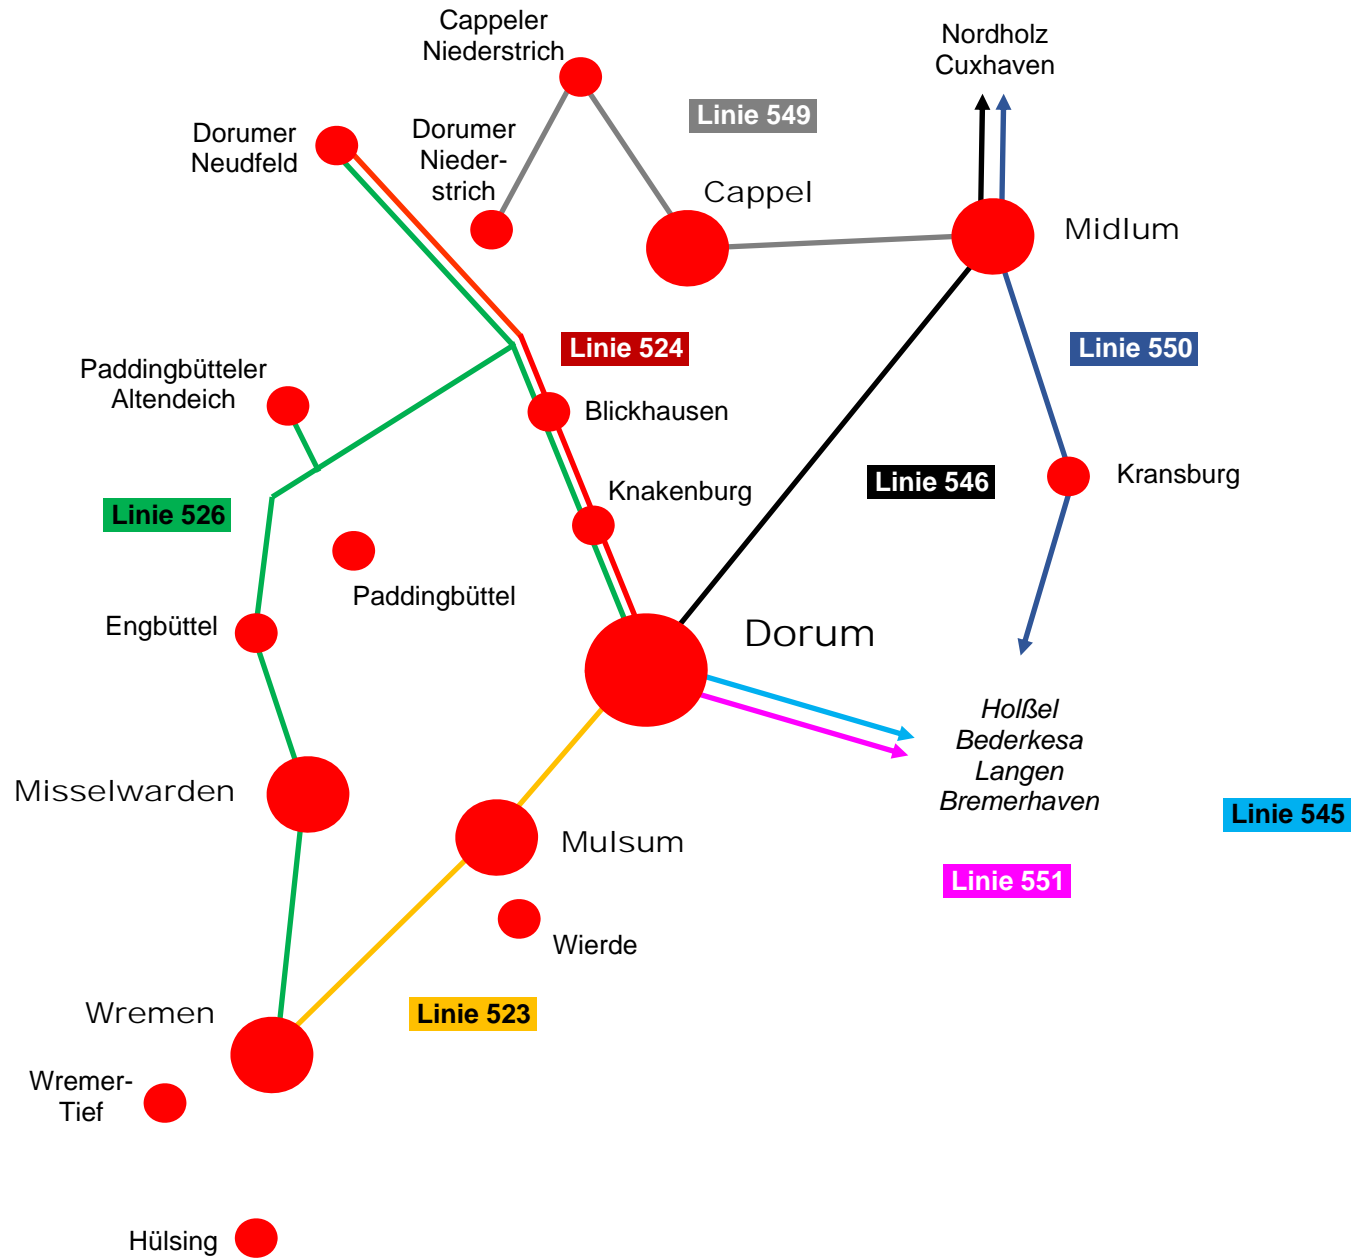 Cappeler
Niederstrich
Nordholz
Cuxhaven
Linie 549
Dorumer
Neudfeld
Dorumer
Nieder-
strich
Cappel
Midlum
Linie 524
Linie 550
Paddingbütteler
Altendeich
Blickhausen
Knakenburg
Linie 546
Kransburg
Linie 526
Paddingbüttel
Engbüttel
Dorum
Holßel
Bederkesa
Langen
Bremerhaven
Misselwarden
Linie 545
Mulsum
Linie 551
Wierde
Wremen
Linie 523
Wremer-
Tief
Hülsing